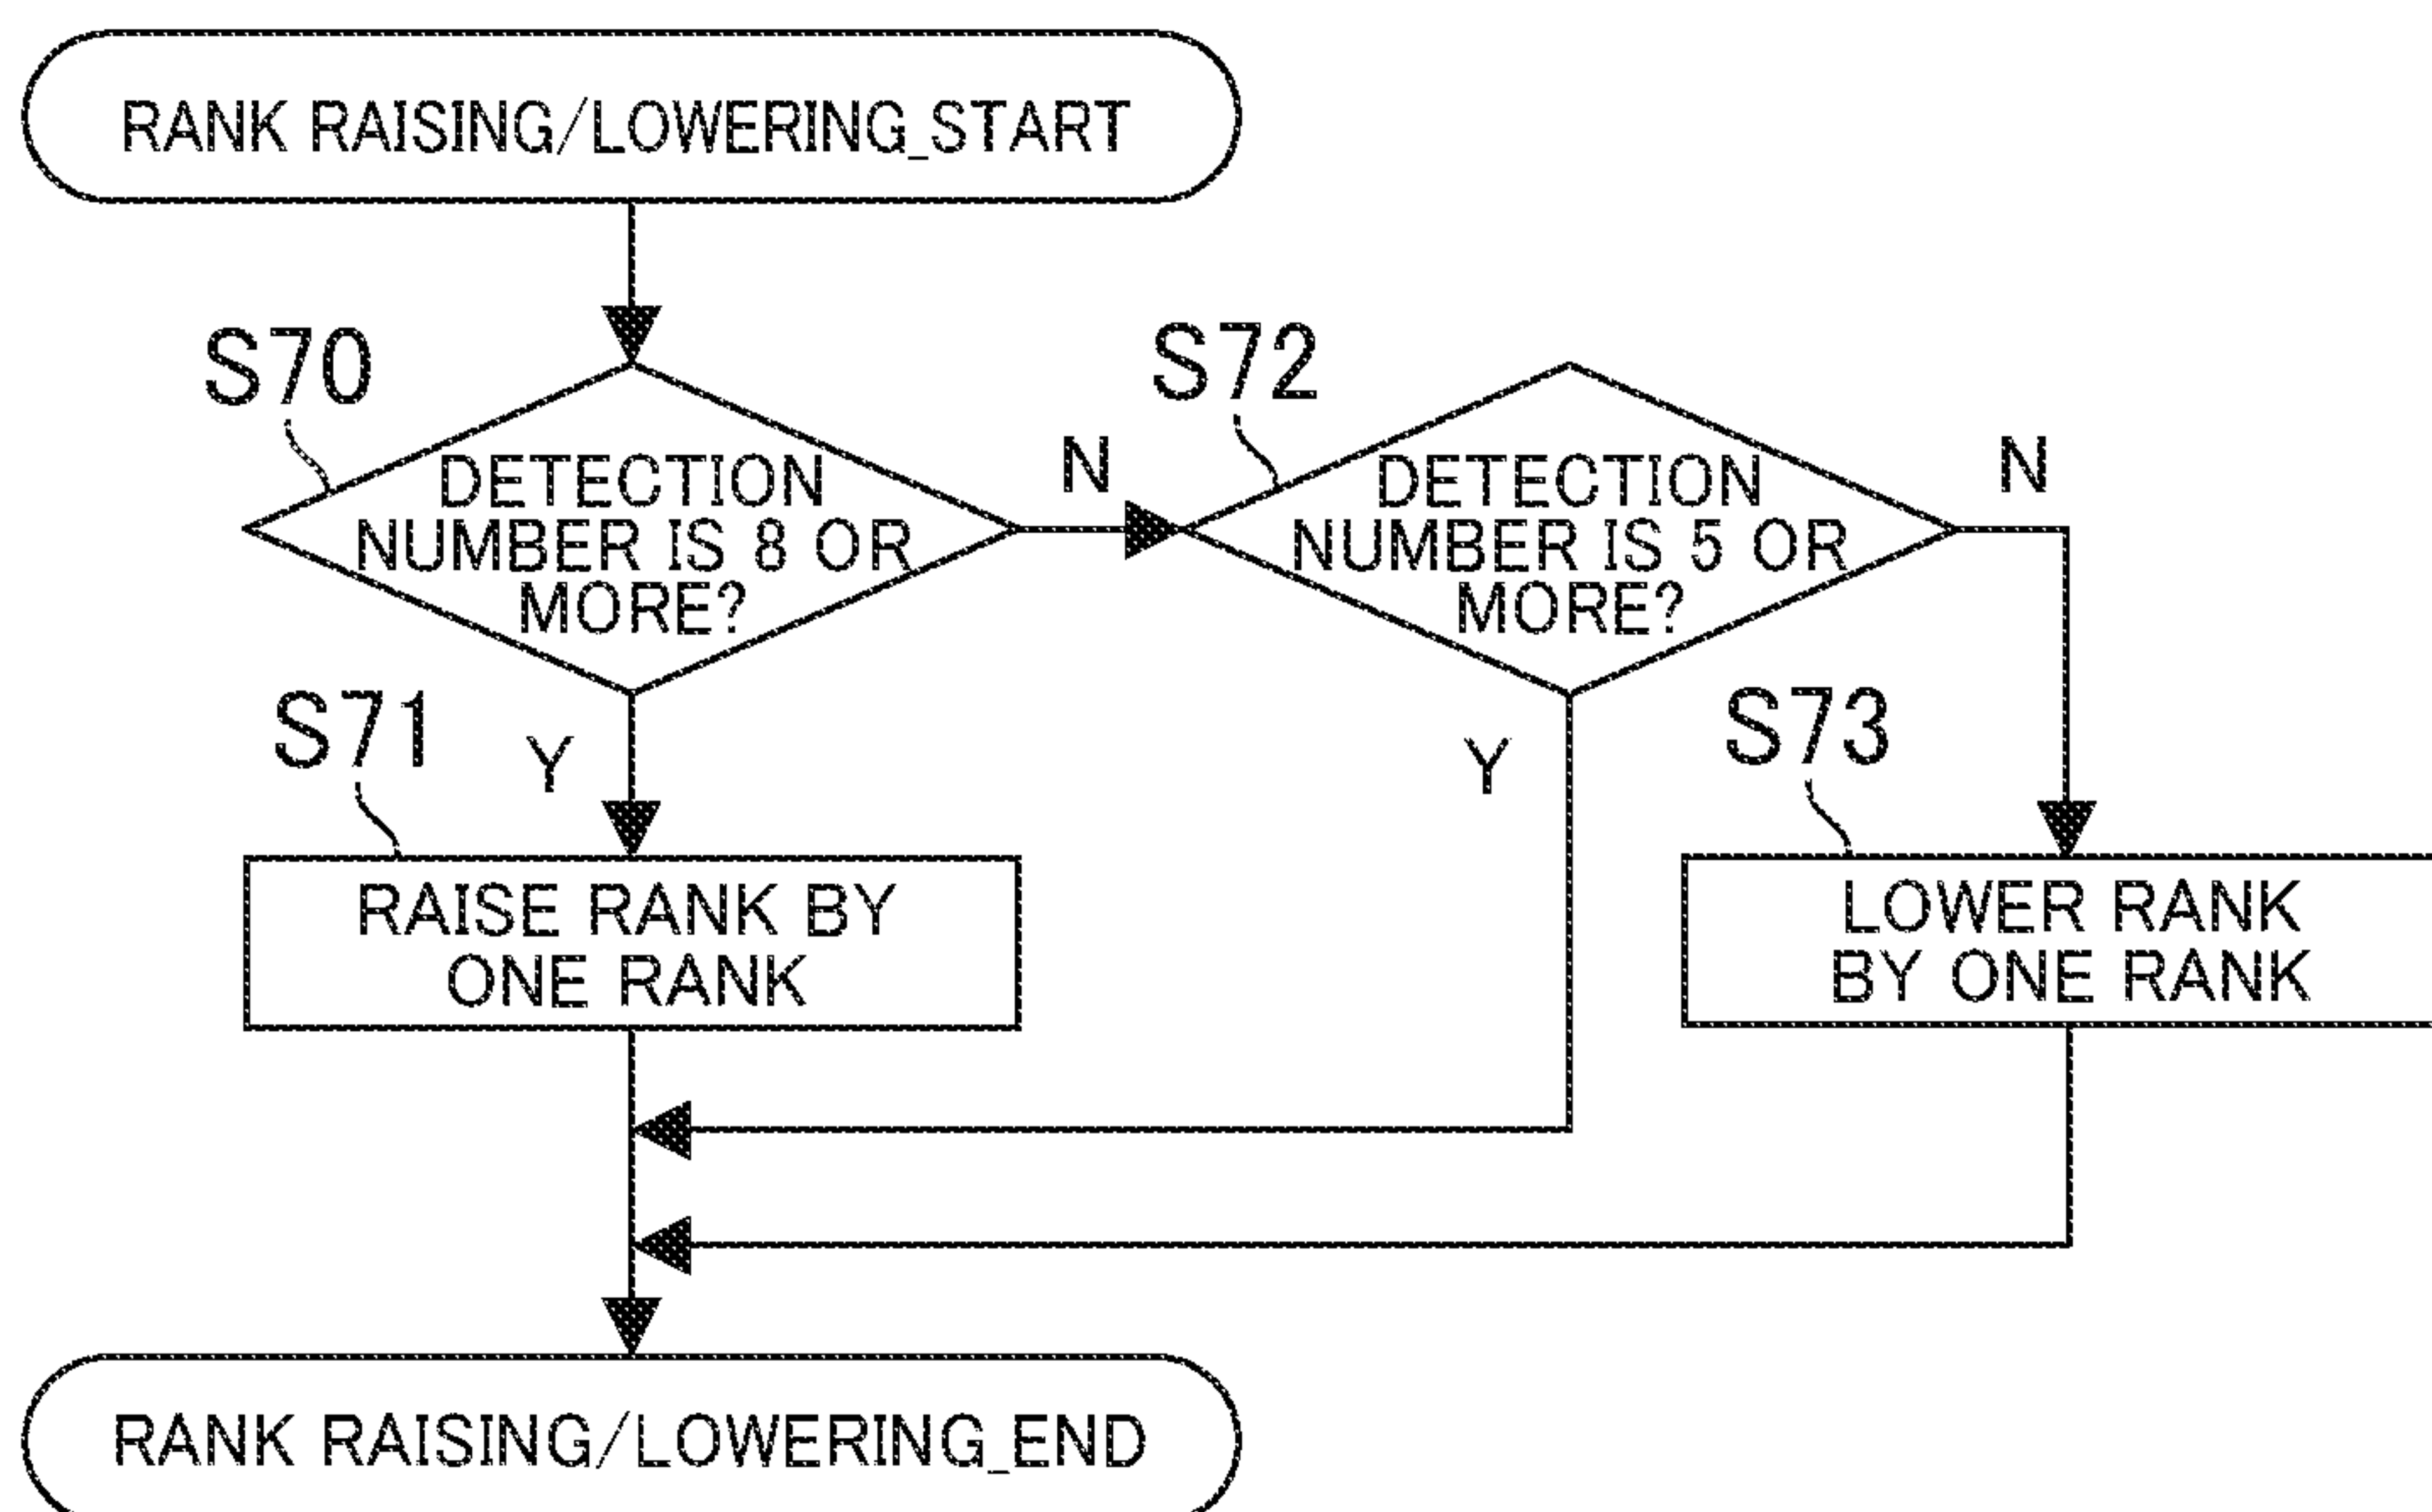 RANK RAISING/LOWERING_START
S70
DETECTION
NUMBER IS 8 OR
MORE?
N
Y
S72
DETECTION
NUMBER IS 5 OR
MORE?
N
Y
S71
RAISE RANK BY
ONE RANK
S73
LOWER RANK
BY ONE RANK
RANK RAISING/LOWERING_END